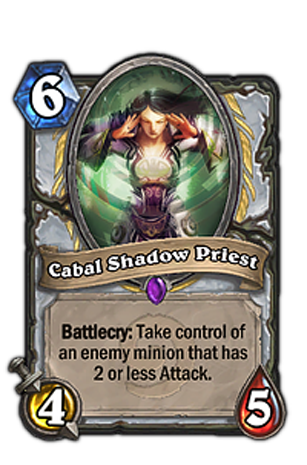 6
Cabal Shadow Priest
Battlecry: Take control of
an enemy minion that has
2 or less Attack.
4
5